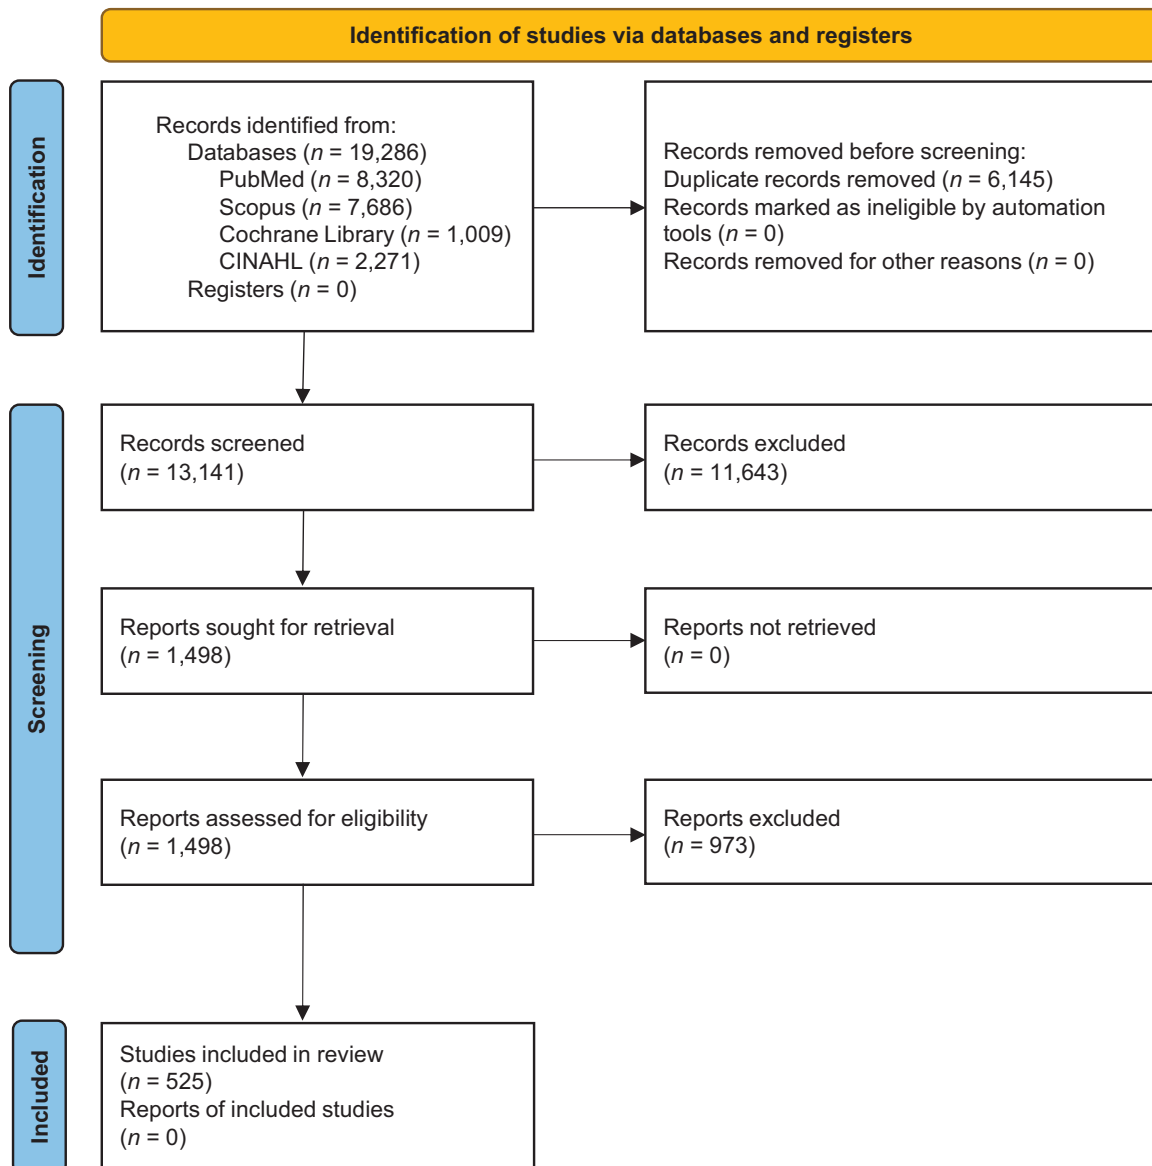 Identification of studies via databases and registers
Identification
Records identified from:
Databases (n = 19,286)
PubMed (n = 8,320)
Scopus (n = 7,686)
Cochrane Library (n = 1,009)
CINAHL (n = 2,271)
Registers (n = 0)
Records removed before screening:
Duplicate records removed (n = 6,145)
Records marked as ineligible by automation
tools (n = 0)
Records removed for other reasons (n = 0)
Screening
Records screened
(n = 13,141)
Records excluded
(n = 11,643)
Reports sought for retrieval
(n = 1,498)
Reports not retrieved
(n = 0)
Reports assessed for eligibility
(n = 1,498)
Reports excluded
(n = 973)
Included
Studies included in review
(n = 525)
Reports of included studies
(n = 0)